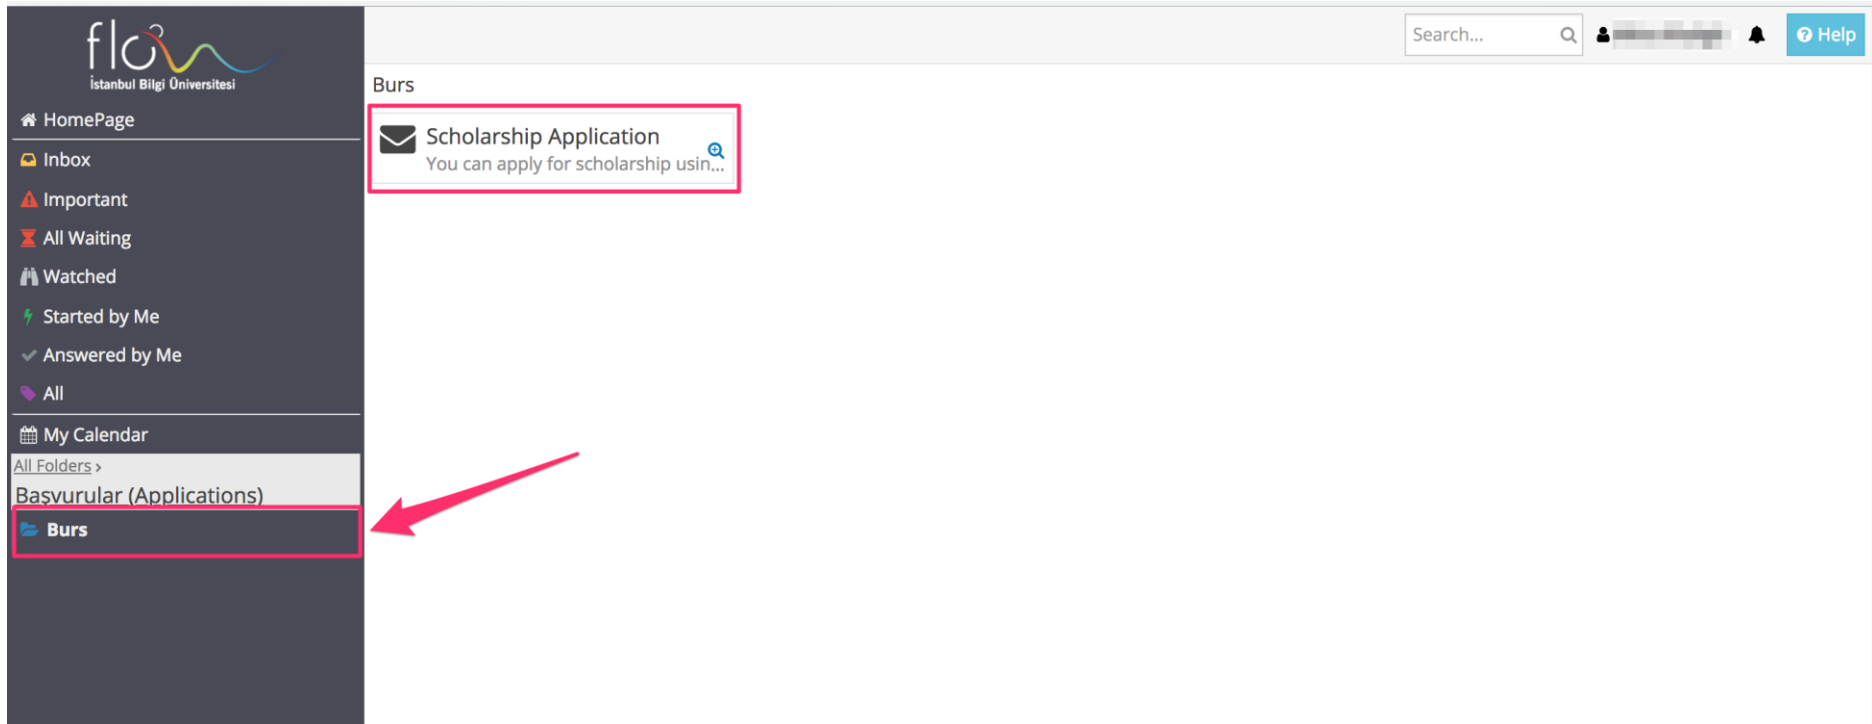 flow
İstanbul Bilgi Üniversitesi
HomePage
Inbox
Important
All Waiting
Watched
Started by Me
Answered by Me
All
My Calendar
All Folders ›
Başvurular (Applications)
Burs
Search...
Help
Burs
Scholarship Application
You can apply for scholarship usin...